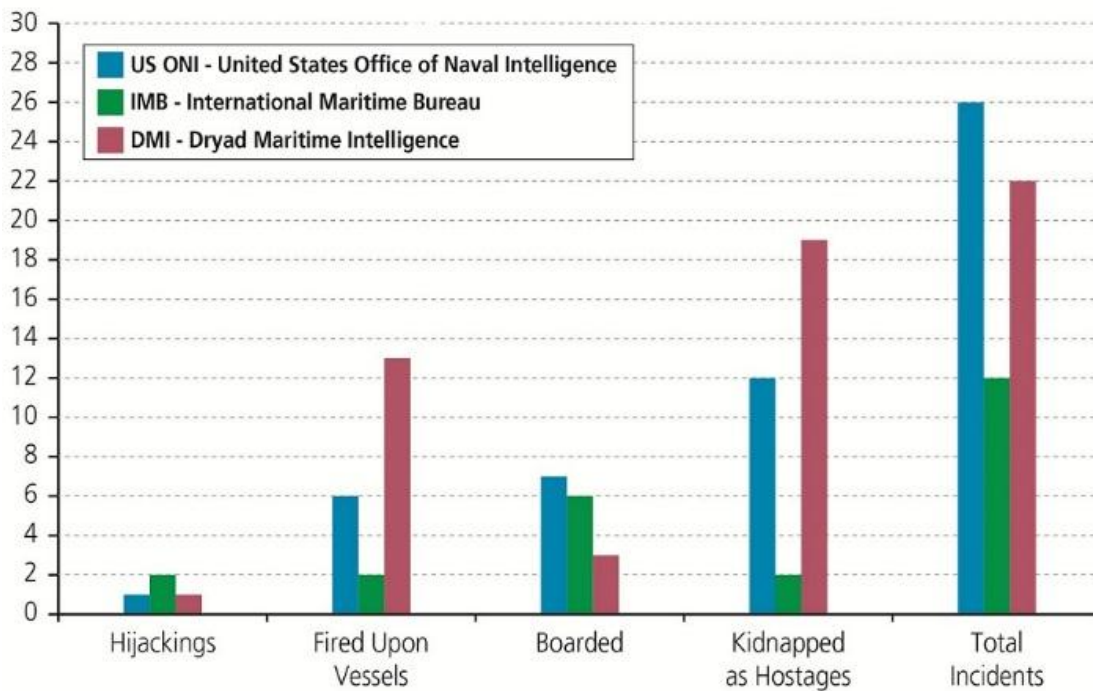 30
28
26
24
22
20
18
16
14
12
10
8
6
4
2
0
US ONI - United States Office of Naval Intelligence
IMB - International Maritime Bureau
DMI - Dryad Maritime Intelligence
Hijackings
Fired Upon
Vessels
Boarded
Kidnapped
as Hostages
Total
Incidents